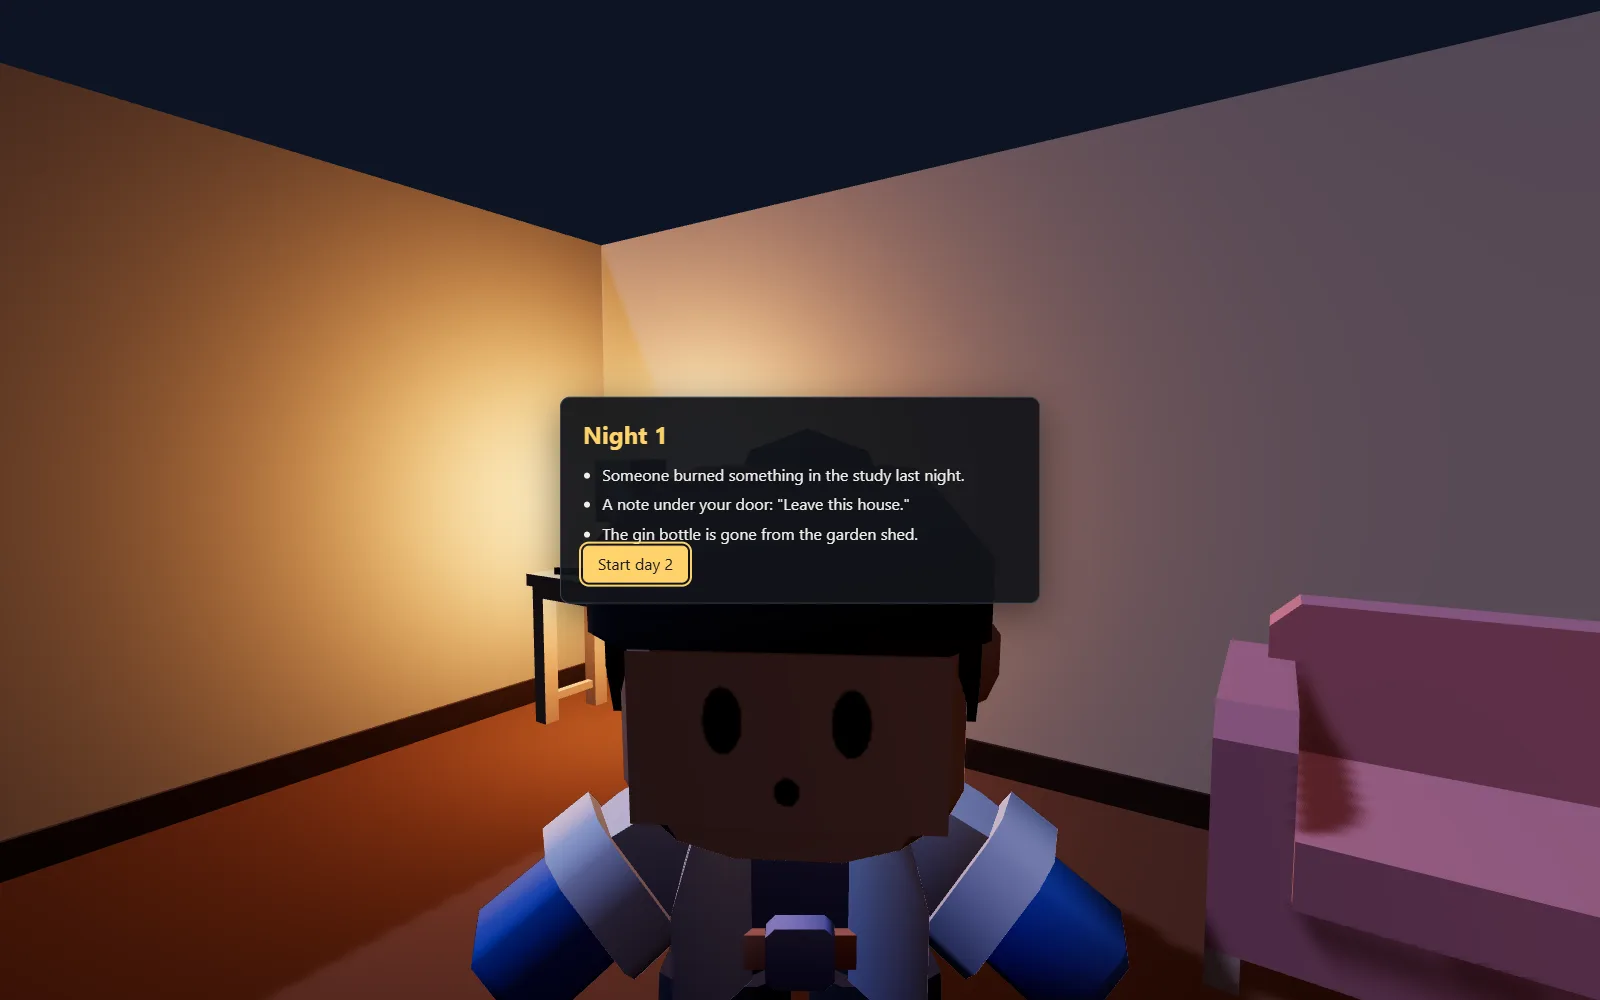 Night 1
Someone burned something in the study last night.
A note under your door: "Leave this house."
The gin bottle is gone from the garden shed.
Start day 2